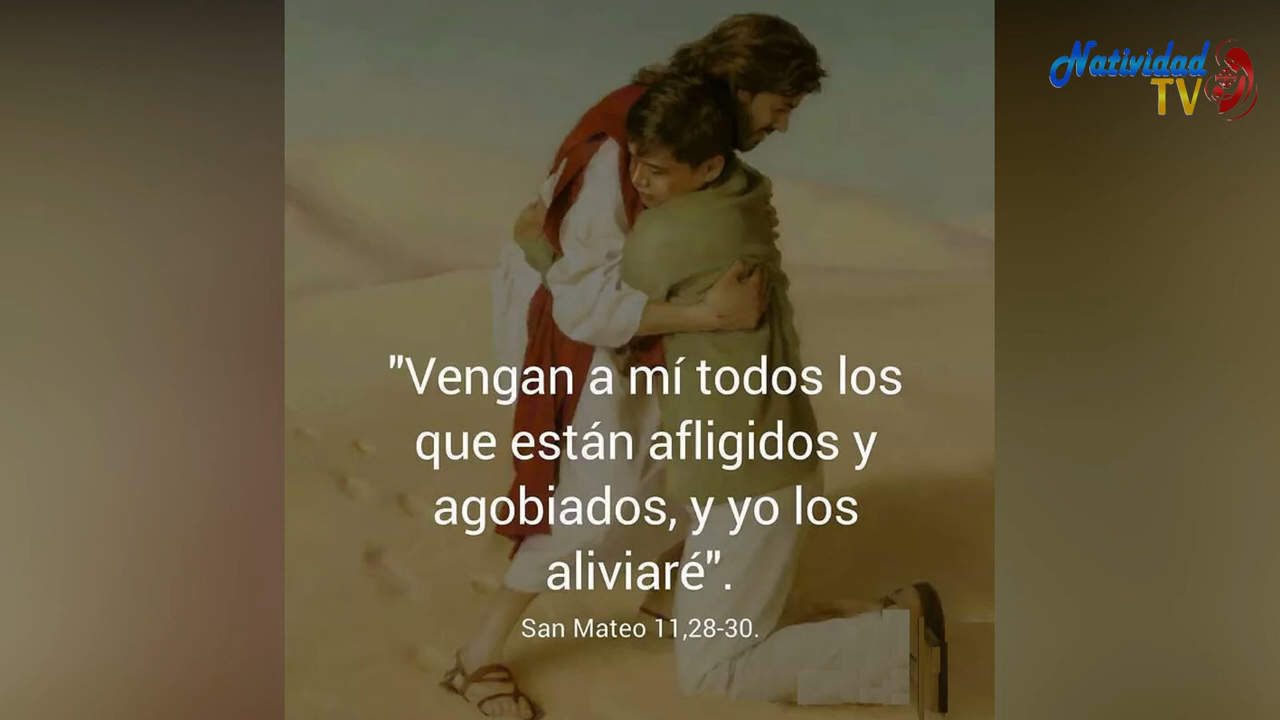 Natividad
TV
"Vengan a mí todos los
que están afligidos y
agobiados, y yo los
aliviaré".
San Mateo 11,28-30.